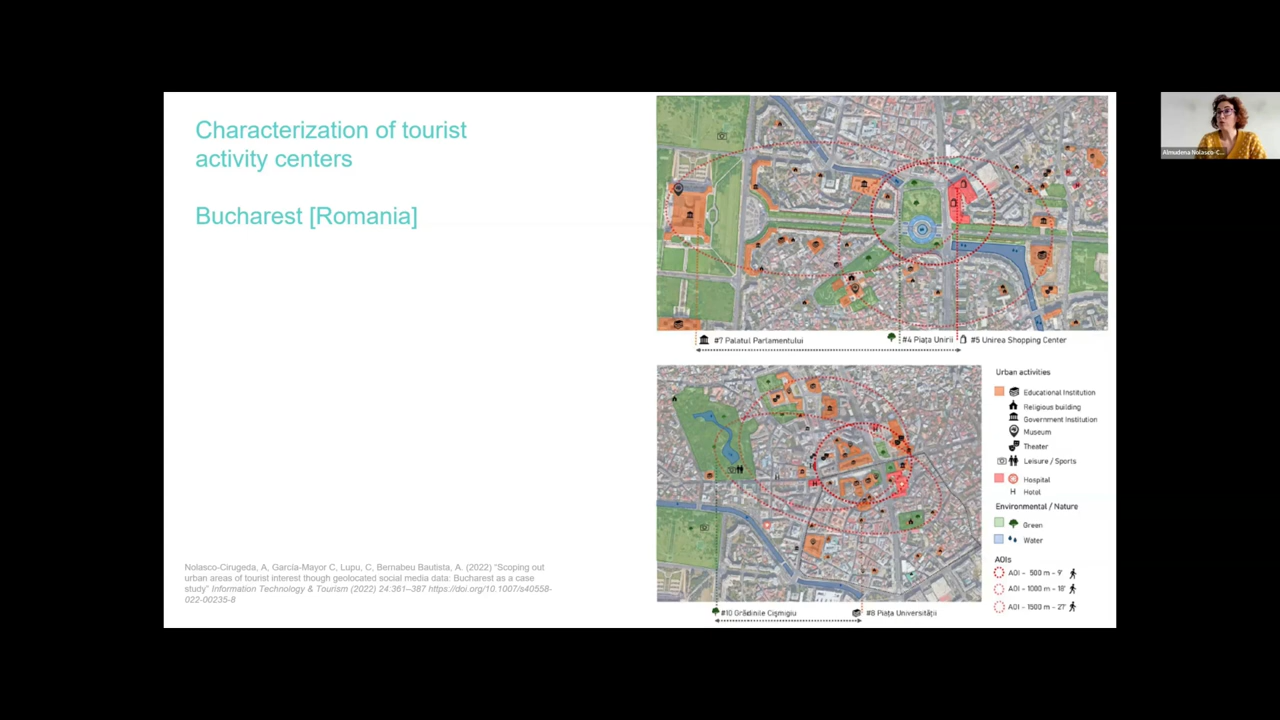 Characterization of tourist
activity centers
Bucharest [Romania]
Nolasco-Cirugeda, A, García-Mayor C, Lupu, C, Bernabeu Bautista, A. (2022) “Scoping out
urban areas of tourist interest though geolocated social media data: Bucharest as a case
study” Information Technology & Tourism (2022) 24:361–387 https://doi.org/10.1007/s40558-
022-00235-8
#7 Palatul Parlamentului
#4 Piața Unirii
#5 Unirea Shopping Center
Urban activities
Educational Institution
Religious building
Government Institution
Museum
Theater
Leisure / Sports
Hospital
H Hotel
Environmental / Nature
Green
Water
AOIs
AOI - 500 m - 9'
AOI - 1000 m - 18'
AOI - 1500 m - 27'
#10 Grădinile Cișmigiu
#8 Piața Universității
Almudena Nolasco-C...